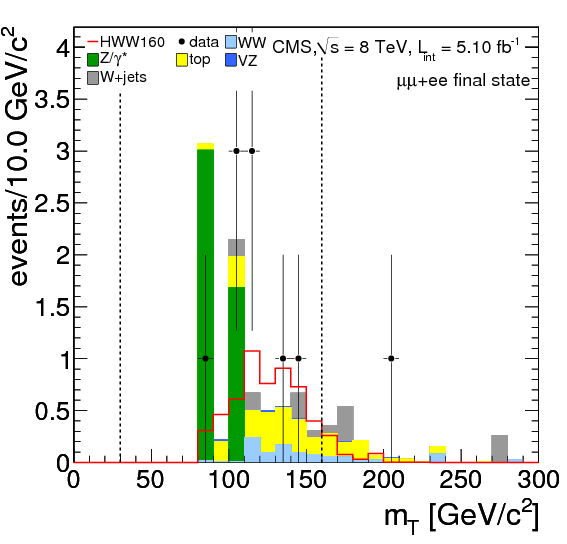 HWW160 data WW CMS, √s = 8 TeV, L_int = 5.10 fb⁻¹
Z/γ* top VZ
W+jets μμ+ee final state
events/10.0 GeV/c²
4
3.5
3
2.5
2
1.5
1
0.5
0
0 50 100 150 200 250 300
m_T [GeV/c²]